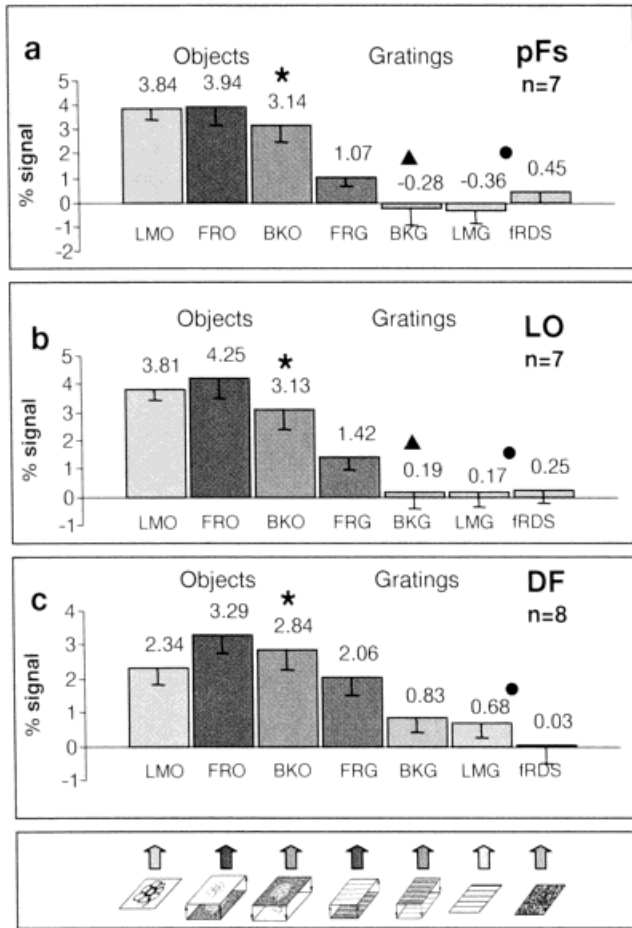 a Objects Gratings pFs
n=7
★
▲
●
5
4
3
2
1
0
-1
-2
% signal
3.84 3.94 3.14 1.07 -0.28 -0.36 0.45
LMO FRO BKO FRG BKG LMG fRDS
b Objects Gratings LO
n=7
★
▲
●
5
4
3
2
1
0
-1
% signal
3.81 4.25 3.13 1.42 0.19 0.17 0.25
LMO FRO BKO FRG BKG LMG fRDS
c Objects Gratings DF
n=8
★
●
4
3
2
1
0
-1
% signal
2.34 3.29 2.84 2.06 0.83 0.68 0.03
LMO FRO BKO FRG BKG LMG fRDS